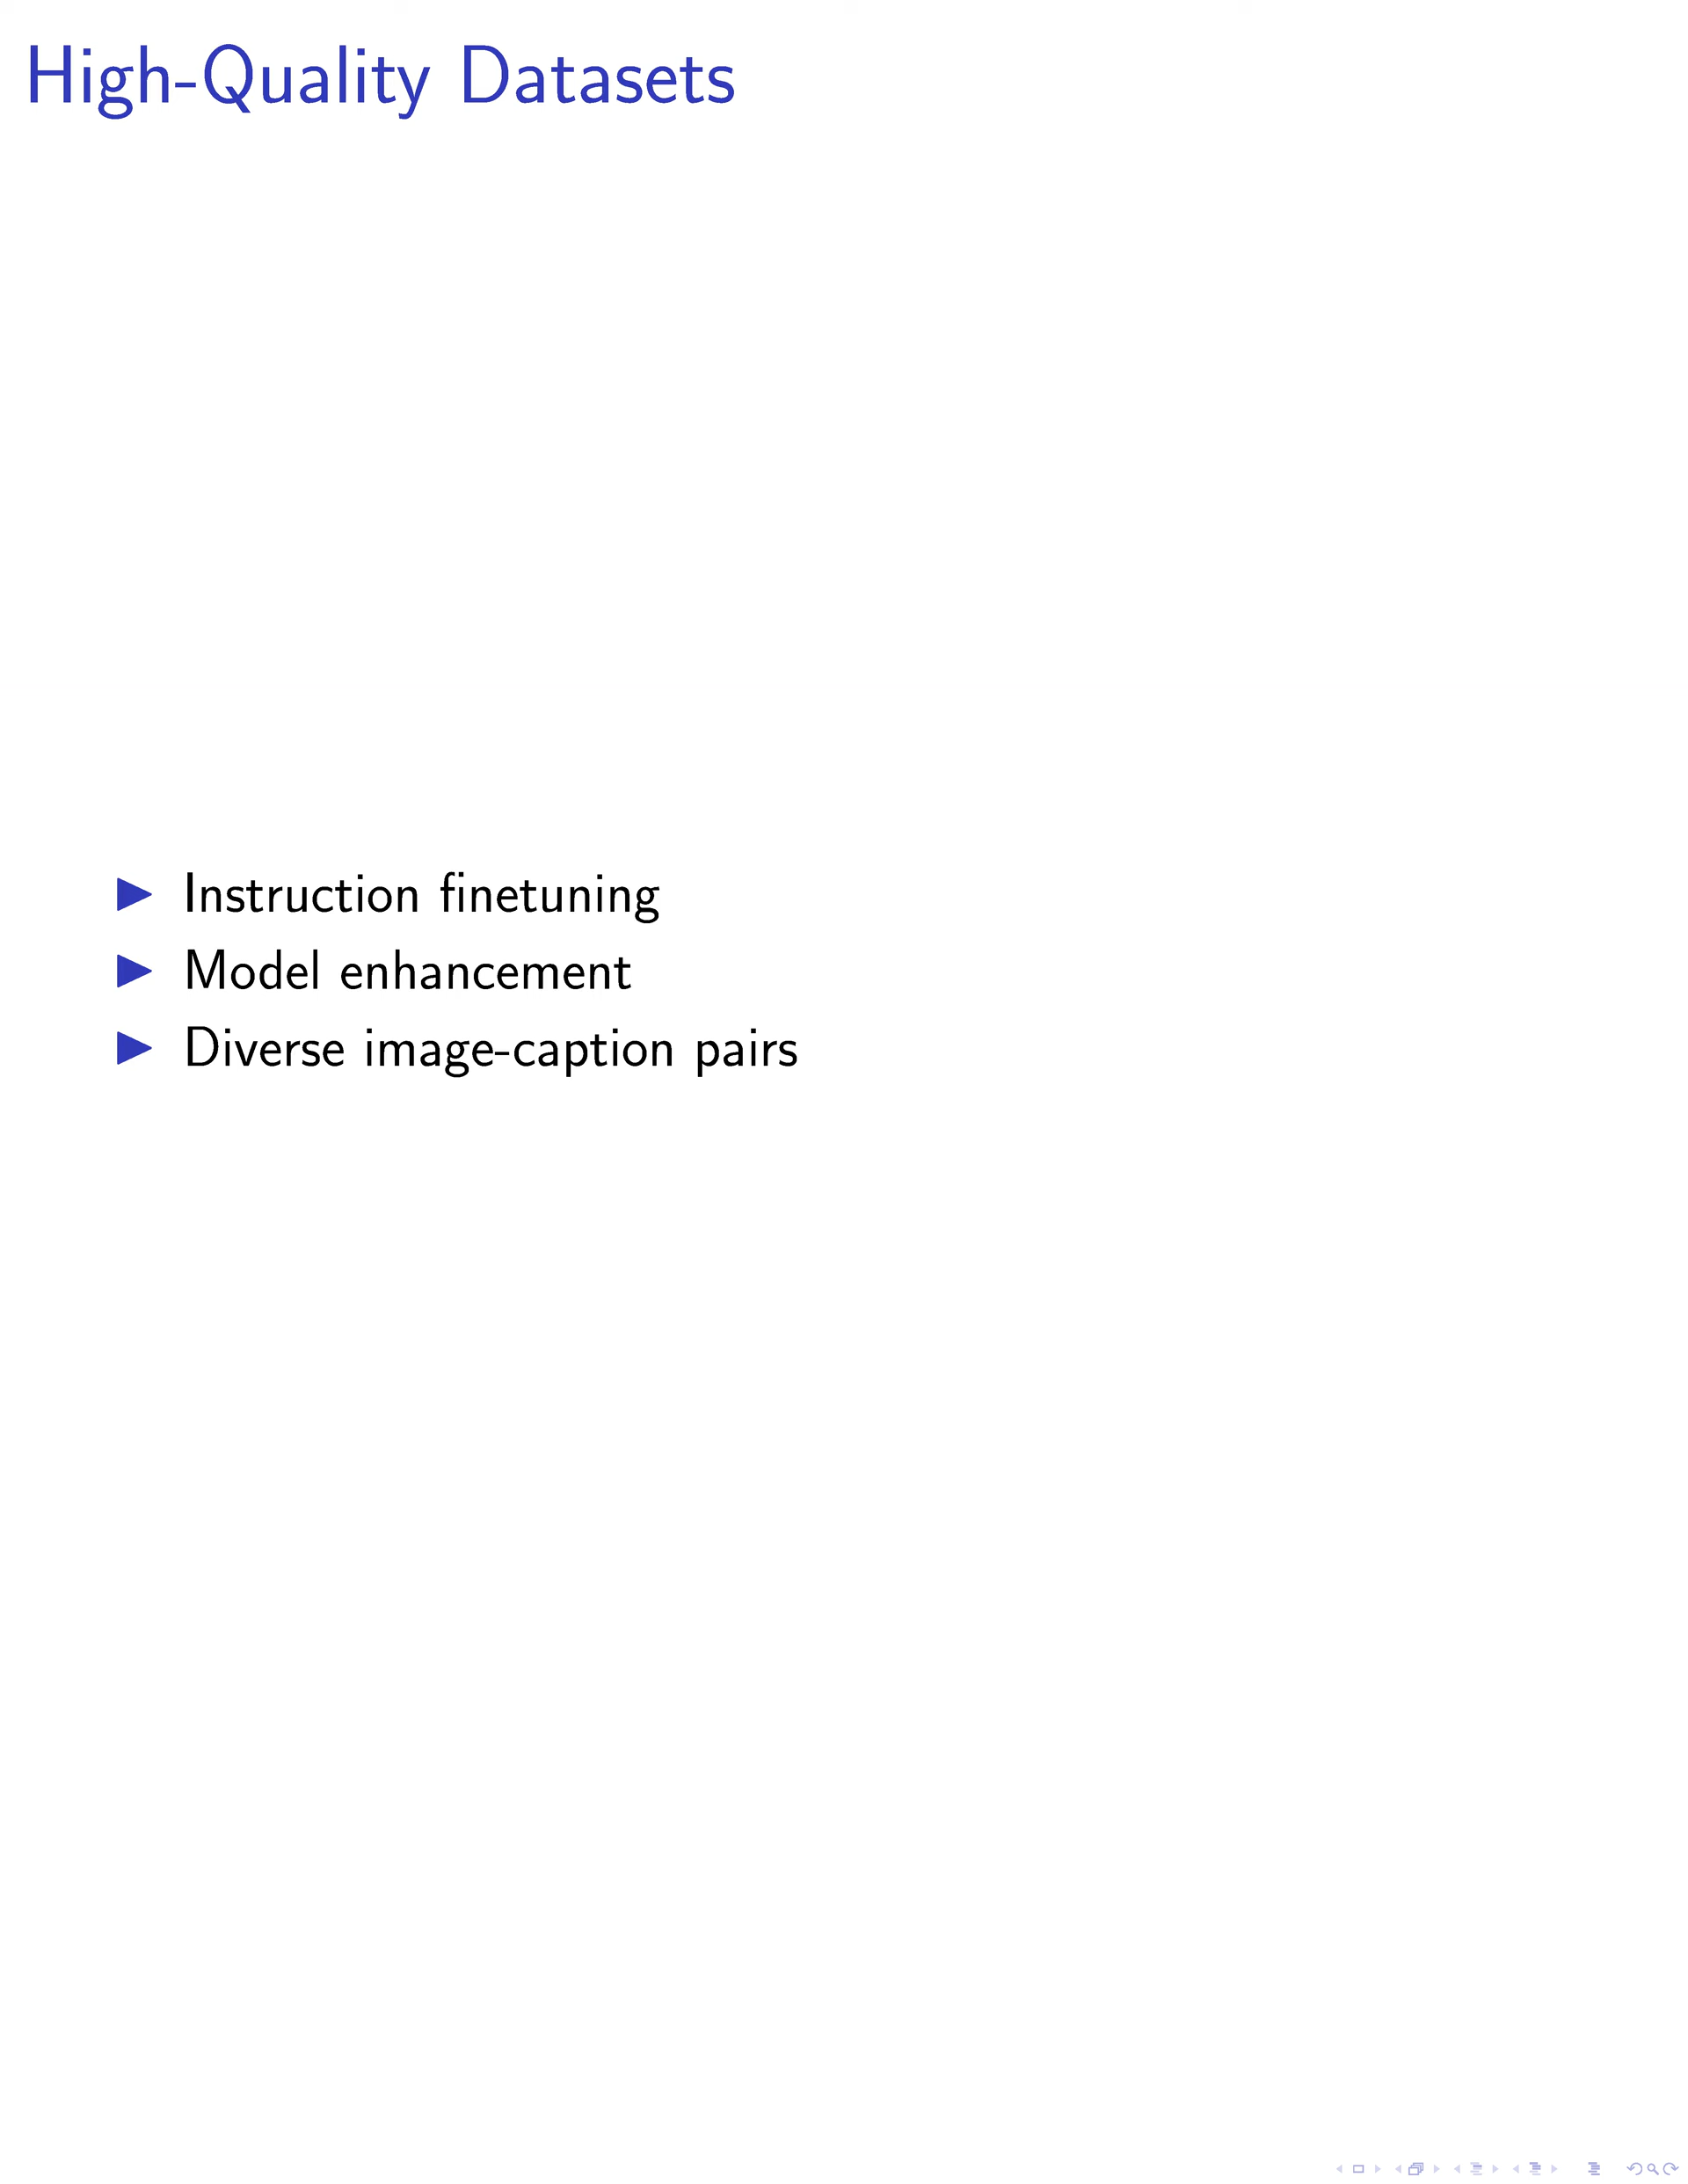 High-Quality Datasets
Instruction finetuning
Model enhancement
Diverse image-caption pairs